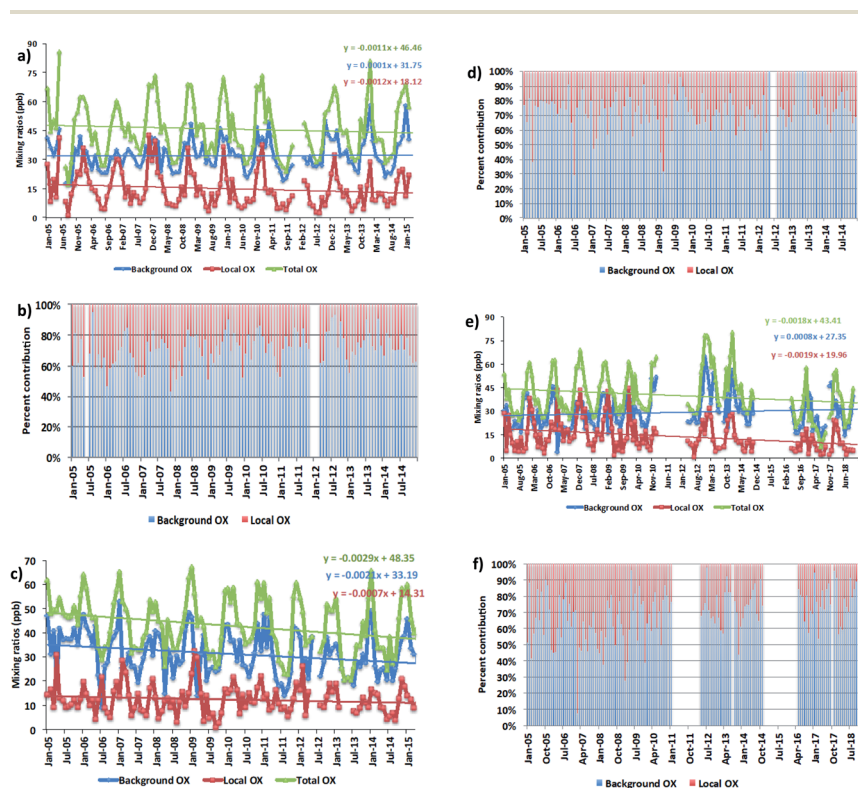 a)
y = -0.0011x + 46.46
y = 0.0001x + 31.75
y = -0.0012x + 18.12
Mixing ratios (ppb)
90
75
60
45
30
15
0
Jan-05 Jun-05 Nov-05 Apr-06 Sep-06 Feb-07 Jul-07 Dec-07 May-08 Oct-08 Mar-09 Aug-09 Jan-10 Jun-10 Nov-10 Apr-11 Sep-11 Feb-12 Jul-12 Dec-12 May-13 Oct-13 Mar-14 Aug-14 Jan-15
Background OX Local OX Total OX
b)
Percent contribution
100%
80%
60%
40%
20%
0%
Jan-05 Jul-05 Jan-06 Jul-06 Jan-07 Jul-07 Jan-08 Jul-08 Jan-09 Jul-09 Jan-10 Jul-10 Jan-11 Jul-11 Jan-12 Jul-12 Jan-13 Jul-13 Jan-14 Jul-14
Background OX Local OX
c)
y = -0.0029x + 48.35
y = -0.0021x + 33.19
y = -0.0007x + 14.31
Mixing ratios (ppb)
70
60
50
40
30
20
10
0
Jan-05 Jul-05 Jan-06 Jul-06 Jan-07 Jul-07 Jan-08 Jul-08 Jan-09 Jul-09 Jan-10 Jul-10 Jan-11 Jul-11 Jan-12 Jul-12 Jan-13 Jul-13 Jan-14 Jul-14 Jan-15
Background OX Local OX Total OX
d)
Percent contribution
100%
90%
80%
70%
60%
50%
40%
30%
20%
10%
0%
Jan-05 Jul-05 Jan-06 Jul-06 Jan-07 Jul-07 Jan-08 Jul-08 Jan-09 Jul-09 Jan-10 Jul-10 Jan-11 Jul-11 Jan-12 Jul-12 Jan-13 Jul-13 Jan-14 Jul-14
Background OX Local OX
e)
y = -0.0018x + 43.41
y = 0.0008x + 27.35
y = -0.0019x + 19.96
Mixing ratios (ppb)
90
75
60
45
30
15
0
Jan-05 Aug-05 Mar-06 Oct-06 May-07 Dec-07 Jul-08 Feb-09 Sep-09 Apr-10 Nov-10 Jun-11 Jan-12 Aug-12 Mar-13 Oct-13 May-14 Dec-14 Jul-15 Feb-16 Sep-16 Apr-17 Nov-17 Jun-18
Background OX Local OX Total OX
f)
Percent contribution
100%
90%
80%
70%
60%
50%
40%
30%
20%
10%
0%
Jan-05 Oct-05 Jul-06 Apr-07 Jan-08 Oct-08 Jul-09 Apr-10 Jan-11 Oct-11 Jul-12 Apr-13 Jan-14 Oct-14 Jul-15 Apr-16 Jan-17 Oct-17 Jul-18
Background OX Local OX